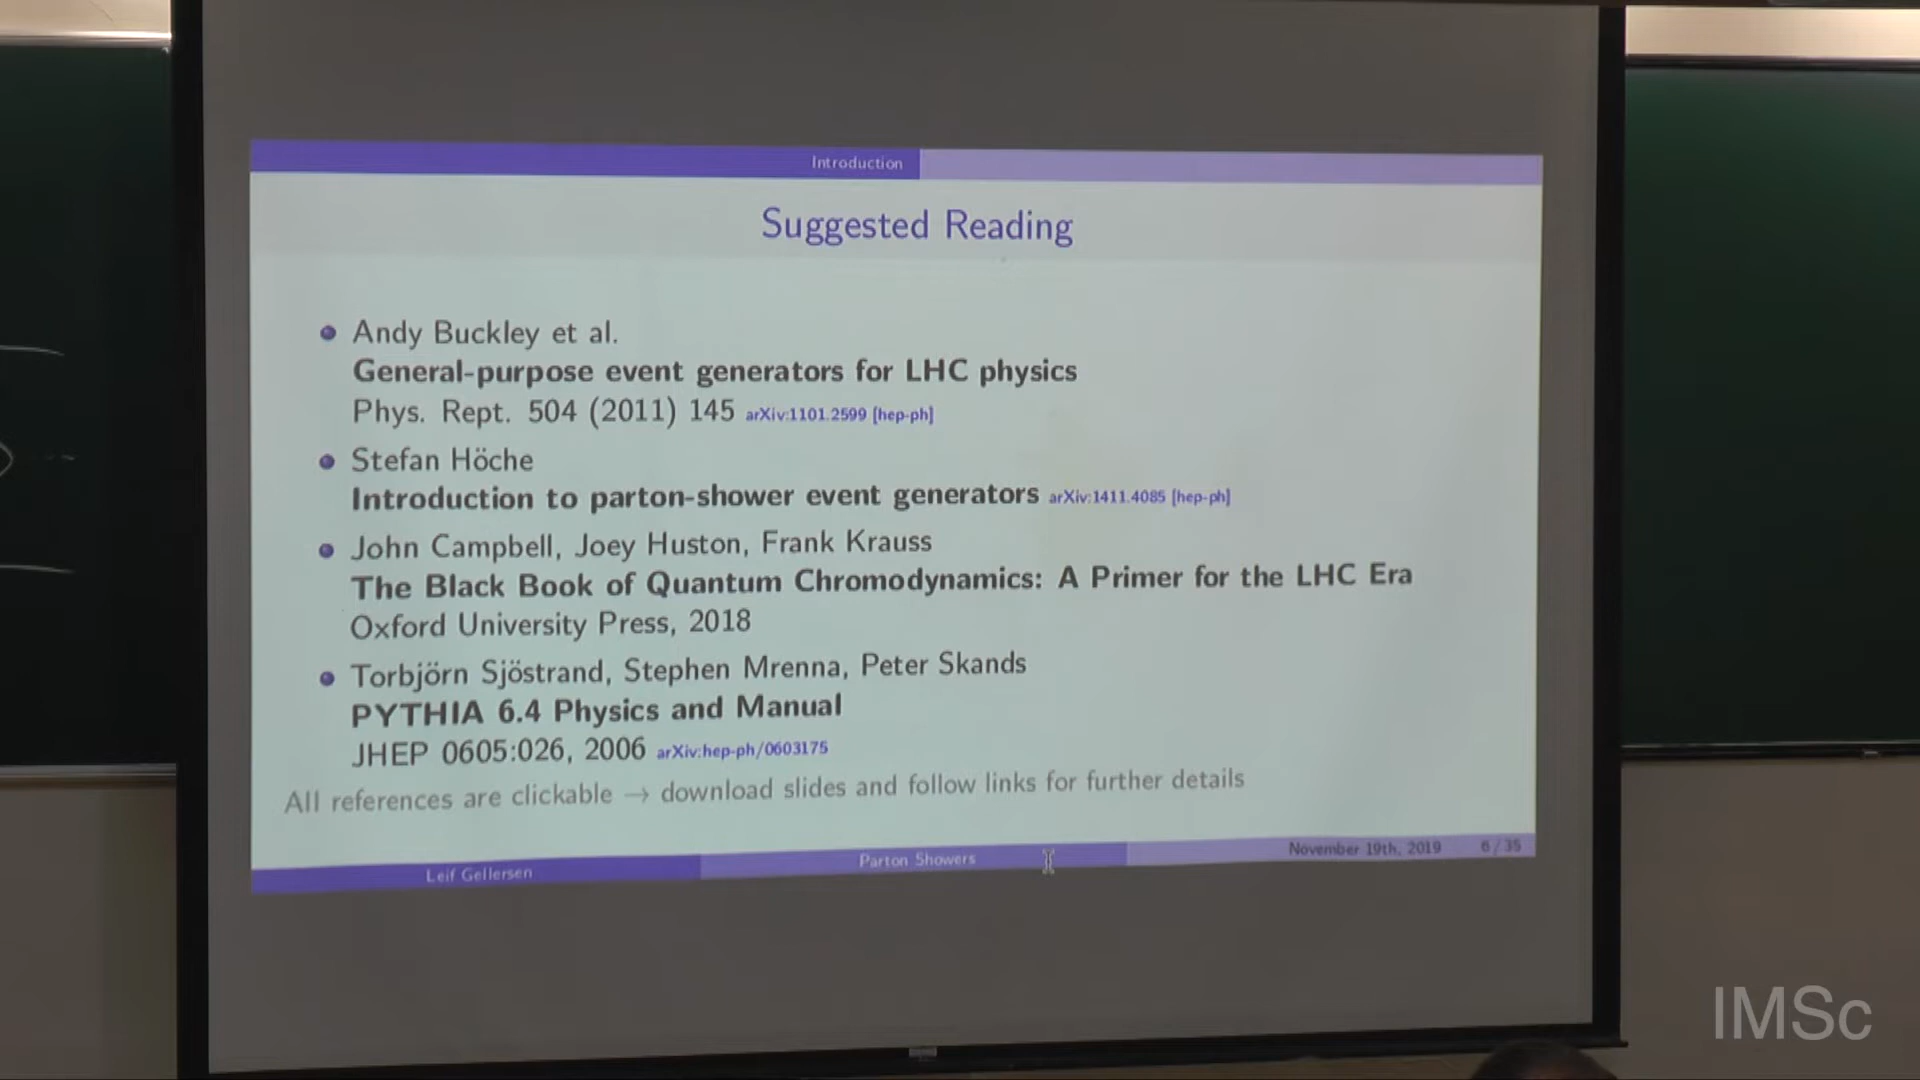 Introduction
Suggested Reading
Andy Buckley et al.
General-purpose event generators for LHC physics
Phys. Rept. 504 (2011) 145 arXiv:1101.2599 [hep-ph]
Stefan Höche
Introduction to parton-shower event generators arXiv:1411.4085 [hep-ph]
John Campbell, Joey Huston, Frank Krauss
The Black Book of Quantum Chromodynamics: A Primer for the LHC Era
Oxford University Press, 2018
Torbjörn Sjöstrand, Stephen Mrenna, Peter Skands
PYTHIA 6.4 Physics and Manual
JHEP 0605:026, 2006 arXiv:hep-ph/0603175
All references are clickable → download slides and follow links for further details
Leif Gellersen Parton Showers November 19th, 2019 6 / 35
IMSc